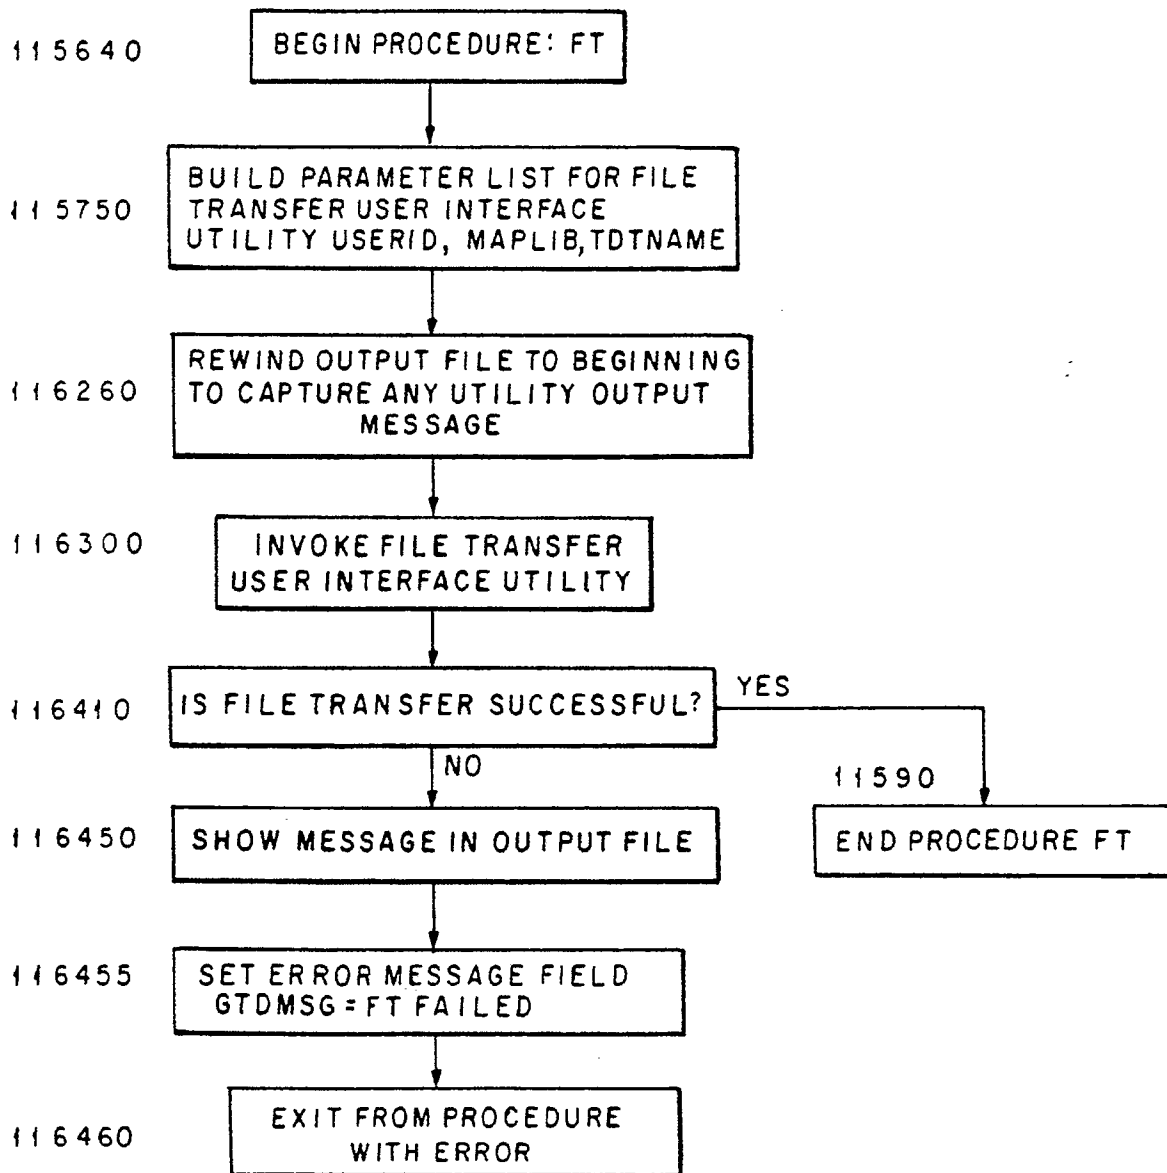 115640
BEGIN PROCEDURE: FT
115750
BUILD PARAMETER LIST FOR FILE
TRANSFER USER INTERFACE
UTILITY USERID, MAPLIB, TDTNAME
116260
REWIND OUTPUT FILE TO BEGINNING
TO CAPTURE ANY UTILITY OUTPUT
MESSAGE
116300
INVOKE FILE TRANSFER
USER INTERFACE UTILITY
116410
IS FILE TRANSFER SUCCESSFUL?
YES
NO
11590
END PROCEDURE FT
116450
SHOW MESSAGE IN OUTPUT FILE
116455
SET ERROR MESSAGE FIELD
GTDMSG = FT FAILED
116460
EXIT FROM PROCEDURE
WITH ERROR